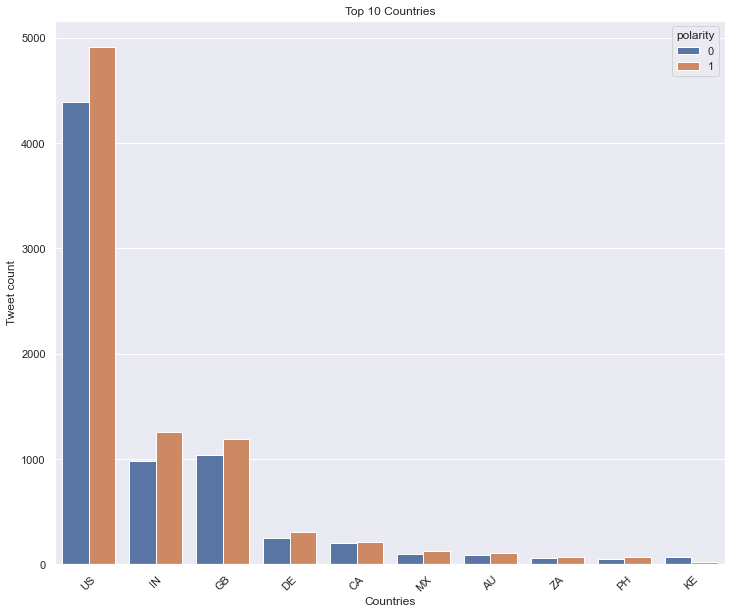 Top 10 Countries
polarity
0
1
5000
4000
3000
2000
1000
0
Tweet count
US IN GB DE CA MX AU ZA PH KE
Countries